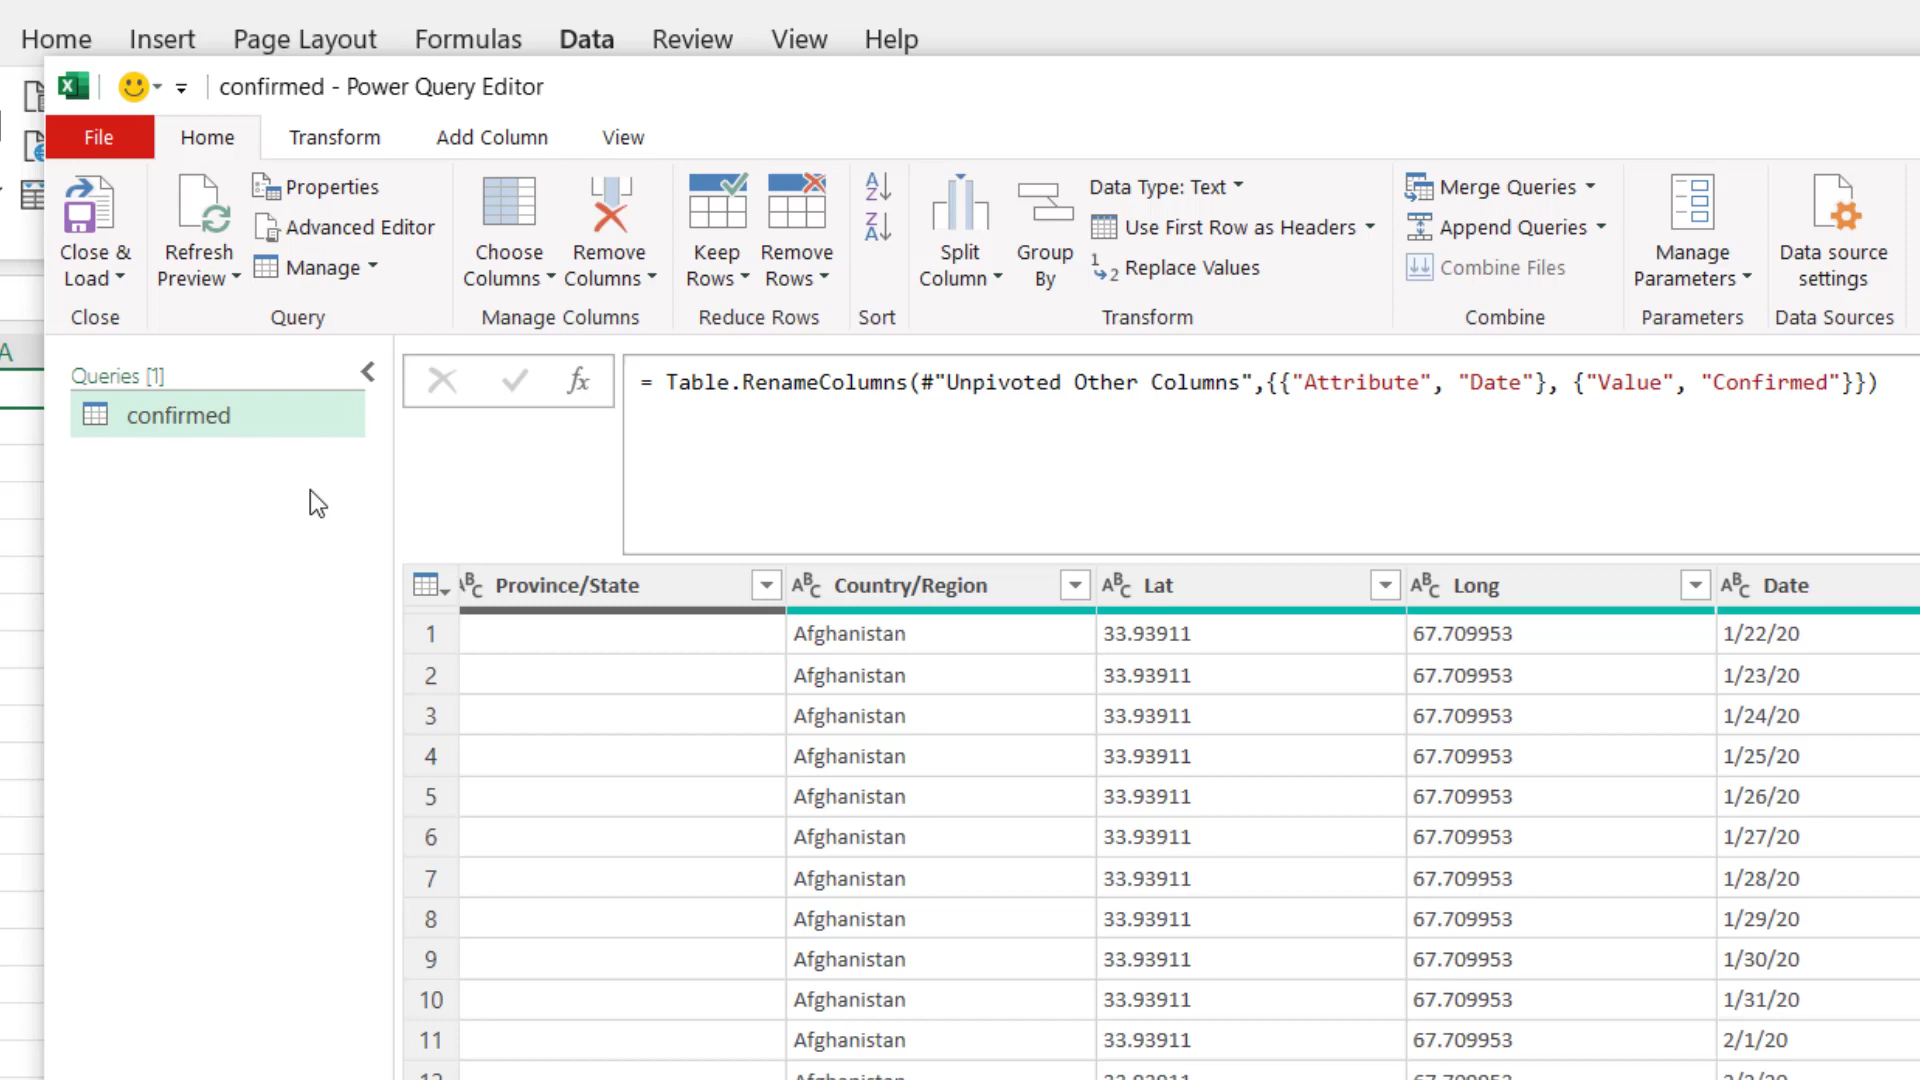 Home Insert Page Layout Formulas Data Review View Help
confirmed - Power Query Editor
File Home Transform Add Column View
Close & Load
Close
Refresh Preview
Properties
Advanced Editor
Manage
Query
Choose Columns
Remove Columns
Manage Columns
Keep Rows
Remove Rows
Reduce Rows
Sort
Split Column
Group By
Data Type: Text
Use First Row as Headers
Replace Values
Transform
Merge Queries
Append Queries
Combine Files
Combine
Manage Parameters
Parameters
Data source settings
Data Sources
A
Queries [1]
confirmed
fx
= Table.RenameColumns(#"Unpivoted Other Columns",{{"Attribute", "Date"}, {"Value", "Confirmed"}})
ABC Province/State ABC Country/Region ABC Lat ABC Long ABC Date
1 Afghanistan 33.93911 67.709953 1/22/20
2 Afghanistan 33.93911 67.709953 1/23/20
3 Afghanistan 33.93911 67.709953 1/24/20
4 Afghanistan 33.93911 67.709953 1/25/20
5 Afghanistan 33.93911 67.709953 1/26/20
6 Afghanistan 33.93911 67.709953 1/27/20
7 Afghanistan 33.93911 67.709953 1/28/20
8 Afghanistan 33.93911 67.709953 1/29/20
9 Afghanistan 33.93911 67.709953 1/30/20
10 Afghanistan 33.93911 67.709953 1/31/20
11 Afghanistan 33.93911 67.709953 2/1/20